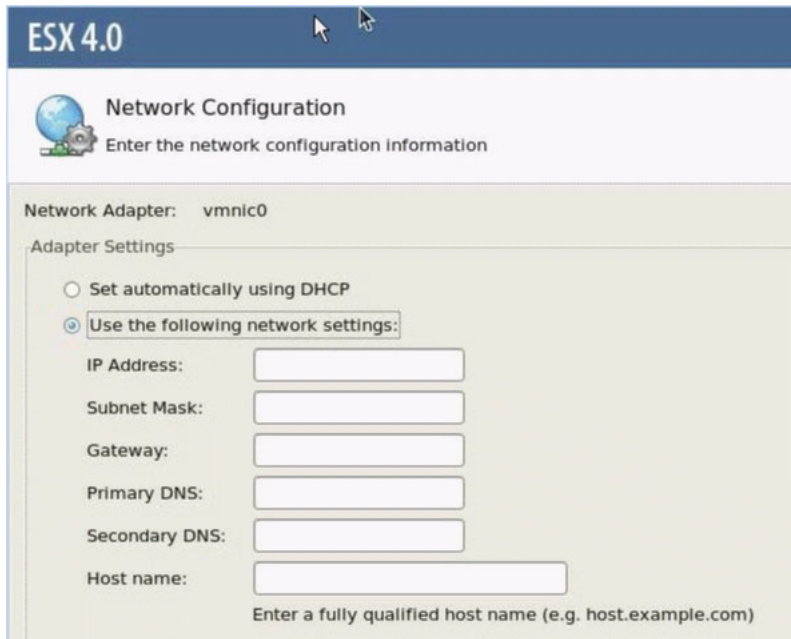 ESX 4.0
Network Configuration
Enter the network configuration information
Network Adapter: vmnic0
Adapter Settings
Set automatically using DHCP
Use the following network settings:
IP Address:
Subnet Mask:
Gateway:
Primary DNS:
Secondary DNS:
Host name:
Enter a fully qualified host name (e.g. host.example.com)